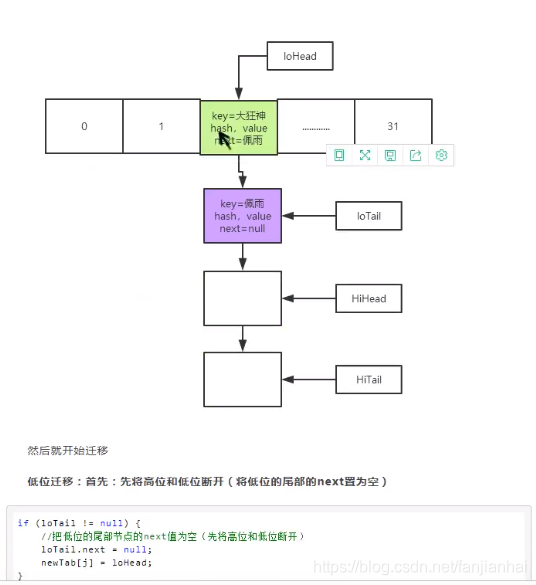 loHead
0
1
key=大狂神
hash，value
next=佩雨
............
31
key=佩雨
hash，value
next=null
loTail
HiHead
HiTail
然后就开始迁移
低位迁移：首先：先将高位和低位断开（将低位的尾部的next置为空）
if (loTail != null) {
//把低位的尾部节点的next值为空（先将高位和低位断开）
loTail.next = null;
newTab[j] = loHead;
}
https://blog.csdn.net/fanjianhai